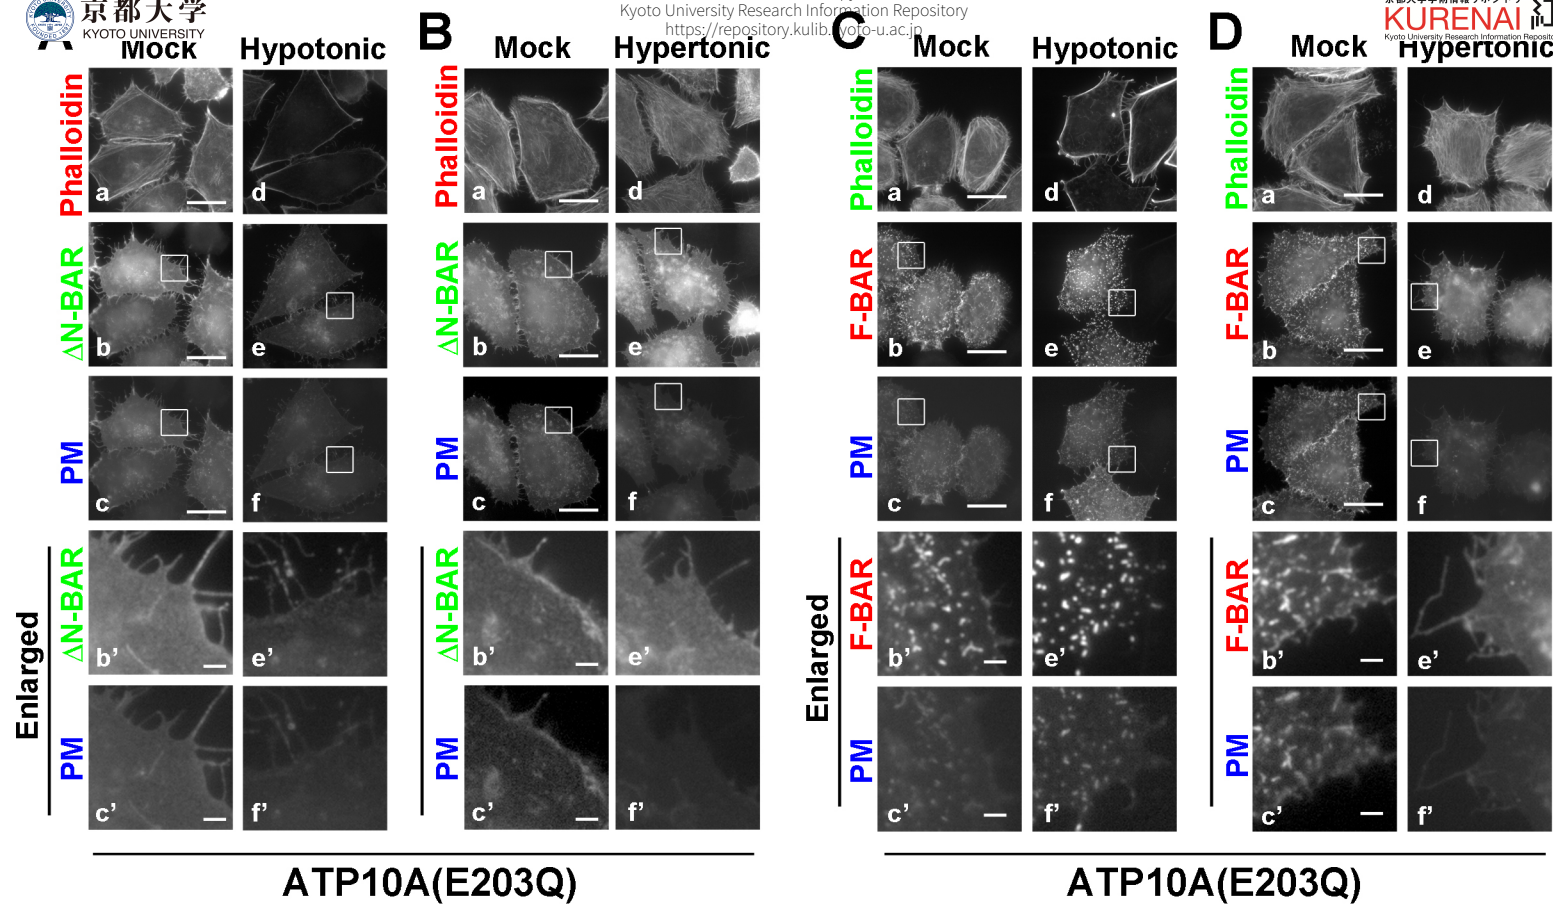 京都大学
KYOTO UNIVERSITY
Kyoto University Research Information Repository
https://repository.kulib.kyoto-u.ac.jp
KURENAI
Kyoto University Research Information Reposito
A
Mock Hypotonic
Phalloidin
a d
ΔN-BAR
b e
PM
c f
Enlarged
ΔN-BAR
b’ e’
PM
c’ f’
B
Mock Hypertonic
Phalloidin
a d
ΔN-BAR
b e
PM
c f
ΔN-BAR
b’ e’
PM
c’ f’
ATP10A(E203Q)
C
Mock Hypotonic
Phalloidin
a d
F-BAR
b e
PM
c f
Enlarged
F-BAR
b’ e’
PM
c’ f’
D
Mock Hypertonic
Phalloidin
a d
F-BAR
b e
PM
c f
F-BAR
b’ e’
PM
c’ f’
ATP10A(E203Q)